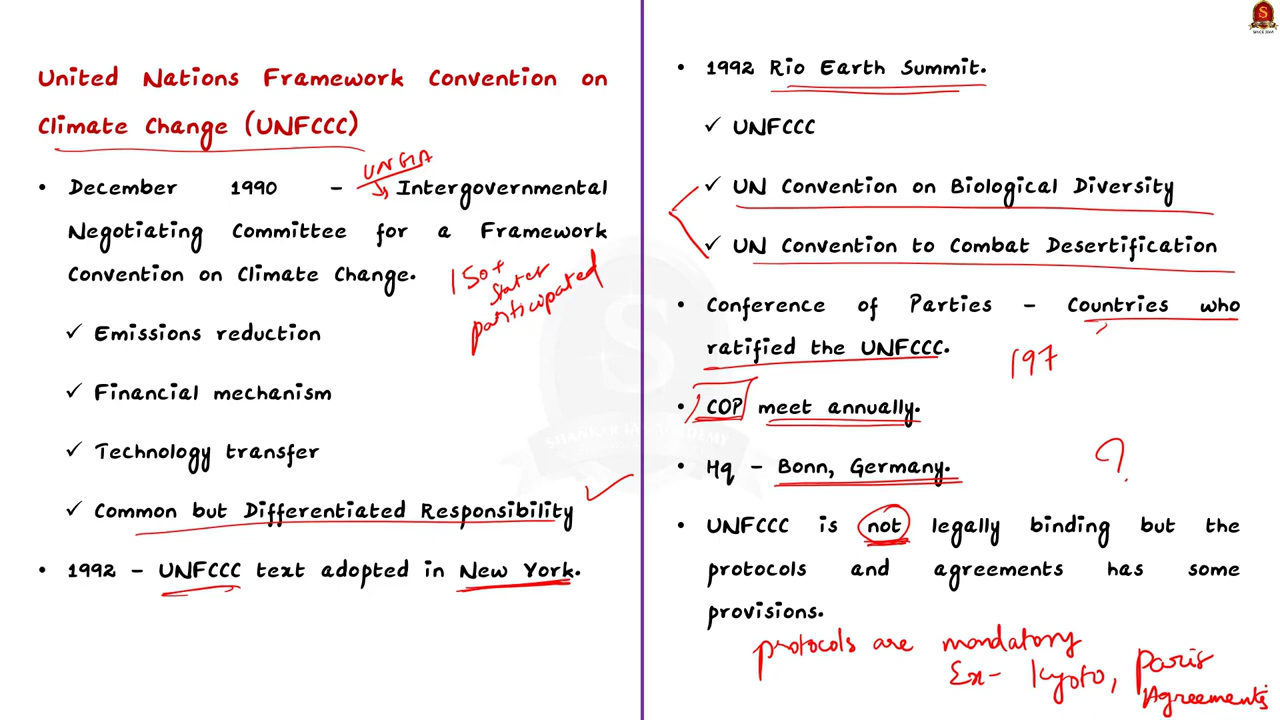 United Nations Framework Convention on
Climate Change (UNFCCC)
UNGA
• December 1990 - Intergovernmental
Negotiating Committee for a Framework
Convention on Climate Change.
150+
states
participated
✓ Emissions reduction
✓ Financial mechanism
✓ Technology transfer
✓ Common but Differentiated Responsibility
• 1992 - UNFCCC text adopted in New York.
• 1992 Rio Earth Summit.
✓ UNFCCC
✓ UN Convention on Biological Diversity
✓ UN Convention to Combat Desertification
• Conference of Parties - Countries who
ratified the UNFCCC.
197
• COP meet annually.
• Hq - Bonn, Germany.
?
• UNFCCC is not legally binding but the
protocols and agreements has some
provisions.
protocols are mandatory
Ex- Kyoto, Paris
Agreements
S
SHANKAR IAS ACADEMY
S